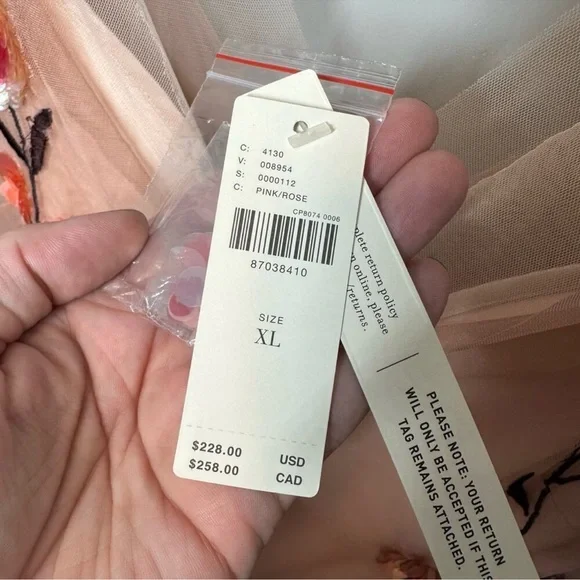 C: 4130
V: 008954
S: 0000112
C: PINK/ROSE
CP8074 0006
87038410
SIZE
XL
$228.00 USD
$258.00 CAD
return policy
online, please
returns.
PLEASE NOTE: YOUR RETURN
WILL ONLY BE ACCEPTED IF THIS
TAG REMAINS ATTACHED.